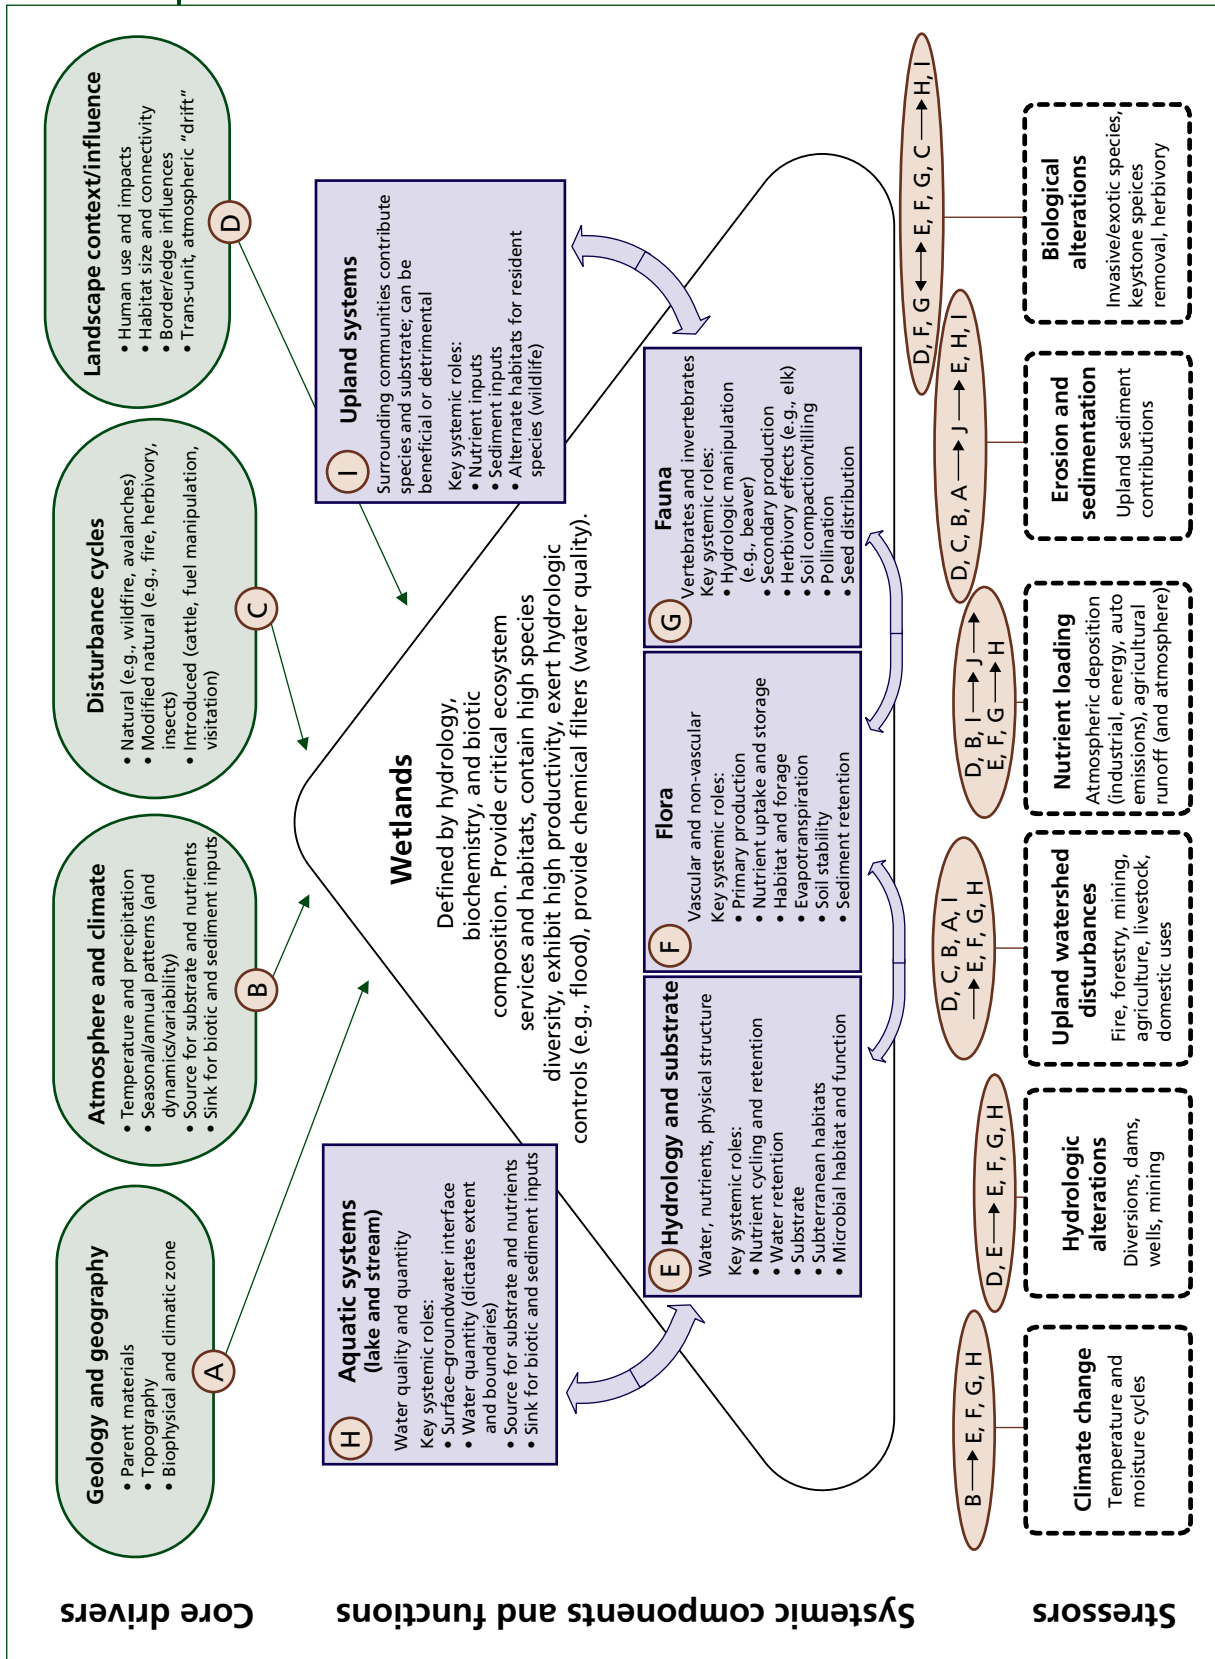 Core drivers
Geology and geography
• Parent materials
• Topography
• Biophysical and climatic zone
A
Atmosphere and climate
• Temperature and precipitation
• Seasonal/annual patterns (and
dynamics/variability)
• Source for substrate and nutrients
• Sink for biotic and sediment inputs
B
Disturbance cycles
• Natural (e.g., wildfire, avalanches)
• Modified natural (e.g., fire, herbivory,
insects)
• Introduced (cattle, fuel manipulation,
visitation)
C
Landscape context/influence
• Human use and impacts
• Habitat size and connectivity
• Border/edge influences
• Trans-unit, atmospheric “drift”
D
Systemic components and functions
H
Aquatic systems
(lake and stream)
Water quality and quantity
Key systemic roles:
• Surface–groundwater interface
• Water quantity (dictates extent
and boundaries)
• Source for substrate and nutrients
• Sink for biotic and sediment inputs
Wetlands
Defined by hydrology,
biochemistry, and biotic
composition. Provide critical ecosystem
services and habitats, contain high species
diversity, exhibit high productivity, exert hydrologic
controls (e.g., flood), provide chemical filters (water quality).
I
Upland systems
Surrounding communities contribute
species and substrate; can be
beneficial or detrimental
Key systemic roles:
• Nutrient inputs
• Sediment inputs
• Alternate habitats for resident
species (wildlife)
E
Hydrology and substrate
Water, nutrients, physical structure
Key systemic roles:
• Nutrient cycling and retention
• Water retention
• Substrate
• Subterranean habitats
• Microbial habitat and function
F
Flora
Vascular and non-vascular
Key systemic roles:
• Primary production
• Nutrient uptake and storage
• Habitat and forage
• Evapotranspiration
• Soil stability
• Sediment retention
G
Fauna
Vertebrates and invertebrates
Key systemic roles:
• Hydrologic manipulation
(e.g., beaver)
• Secondary production
• Herbivory effects (e.g., elk)
• Soil compaction/tilling
• Pollination
• Seed distribution
Stressors
B → E, F, G, H
Climate change
Temperature and
moisture cycles
D, E → E, F, G, H
Hydrologic
alterations
Diversions, dams,
wells, mining
D, C, B, A, I
→ E, F, G, H
Upland watershed
disturbances
Fire, forestry, mining,
agriculture, livestock,
domestic uses
D, B, I → J →
E, F, G → H
Nutrient loading
Atmospheric deposition
(industrial, energy, auto
emissions), agricultural
runoff (and atmosphere)
D, C, B, A → J → E, H, I
Erosion and
sedimentation
Upland sediment
contributions
D, F, G ↔ E, F, G, C → H, I
Biological
alterations
Invasive/exotic species,
keystone speices
removal, herbivory